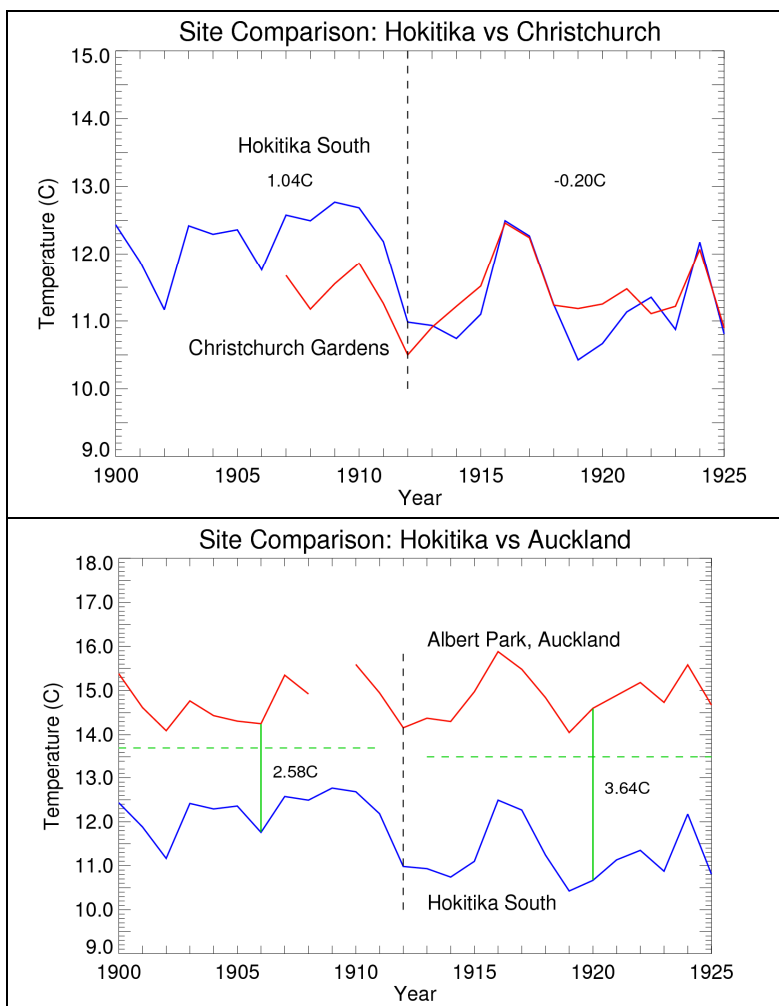 Site Comparison: Hokitika vs Christchurch
15.0
14.0
Hokitika South
13.0
1.04C
-0.20C
Temperature (C)
12.0
11.0
Christchurch Gardens
10.0
9.0
1900 1905 1910 1915 1920 1925
Year
Site Comparison: Hokitika vs Auckland
18.0
17.0
16.0
Albert Park, Auckland
15.0
14.0
Temperature (C)
13.0
2.58C
3.64C
12.0
11.0
10.0
Hokitika South
9.0
1900 1905 1910 1915 1920 1925
Year